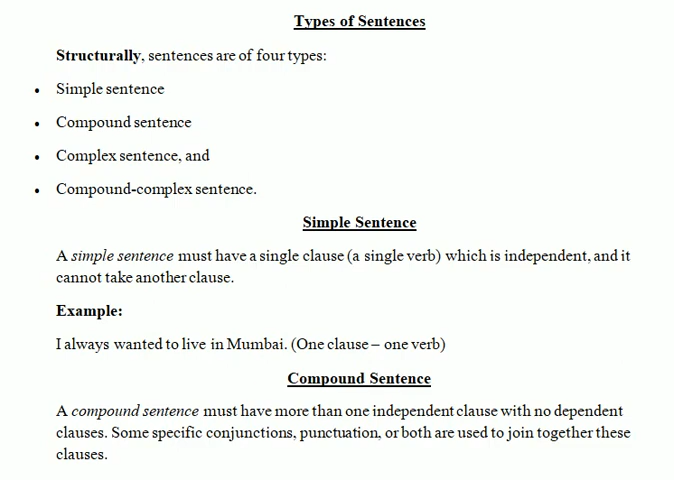 Types of Sentences
Structurally, sentences are of four types:
• Simple sentence
• Compound sentence
• Complex sentence, and
• Compound-complex sentence.
Simple Sentence
A simple sentence must have a single clause (a single verb) which is independent, and it
cannot take another clause.
Example:
I always wanted to live in Mumbai. (One clause – one verb)
Compound Sentence
A compound sentence must have more than one independent clause with no dependent
clauses. Some specific conjunctions, punctuation, or both are used to join together these
clauses.